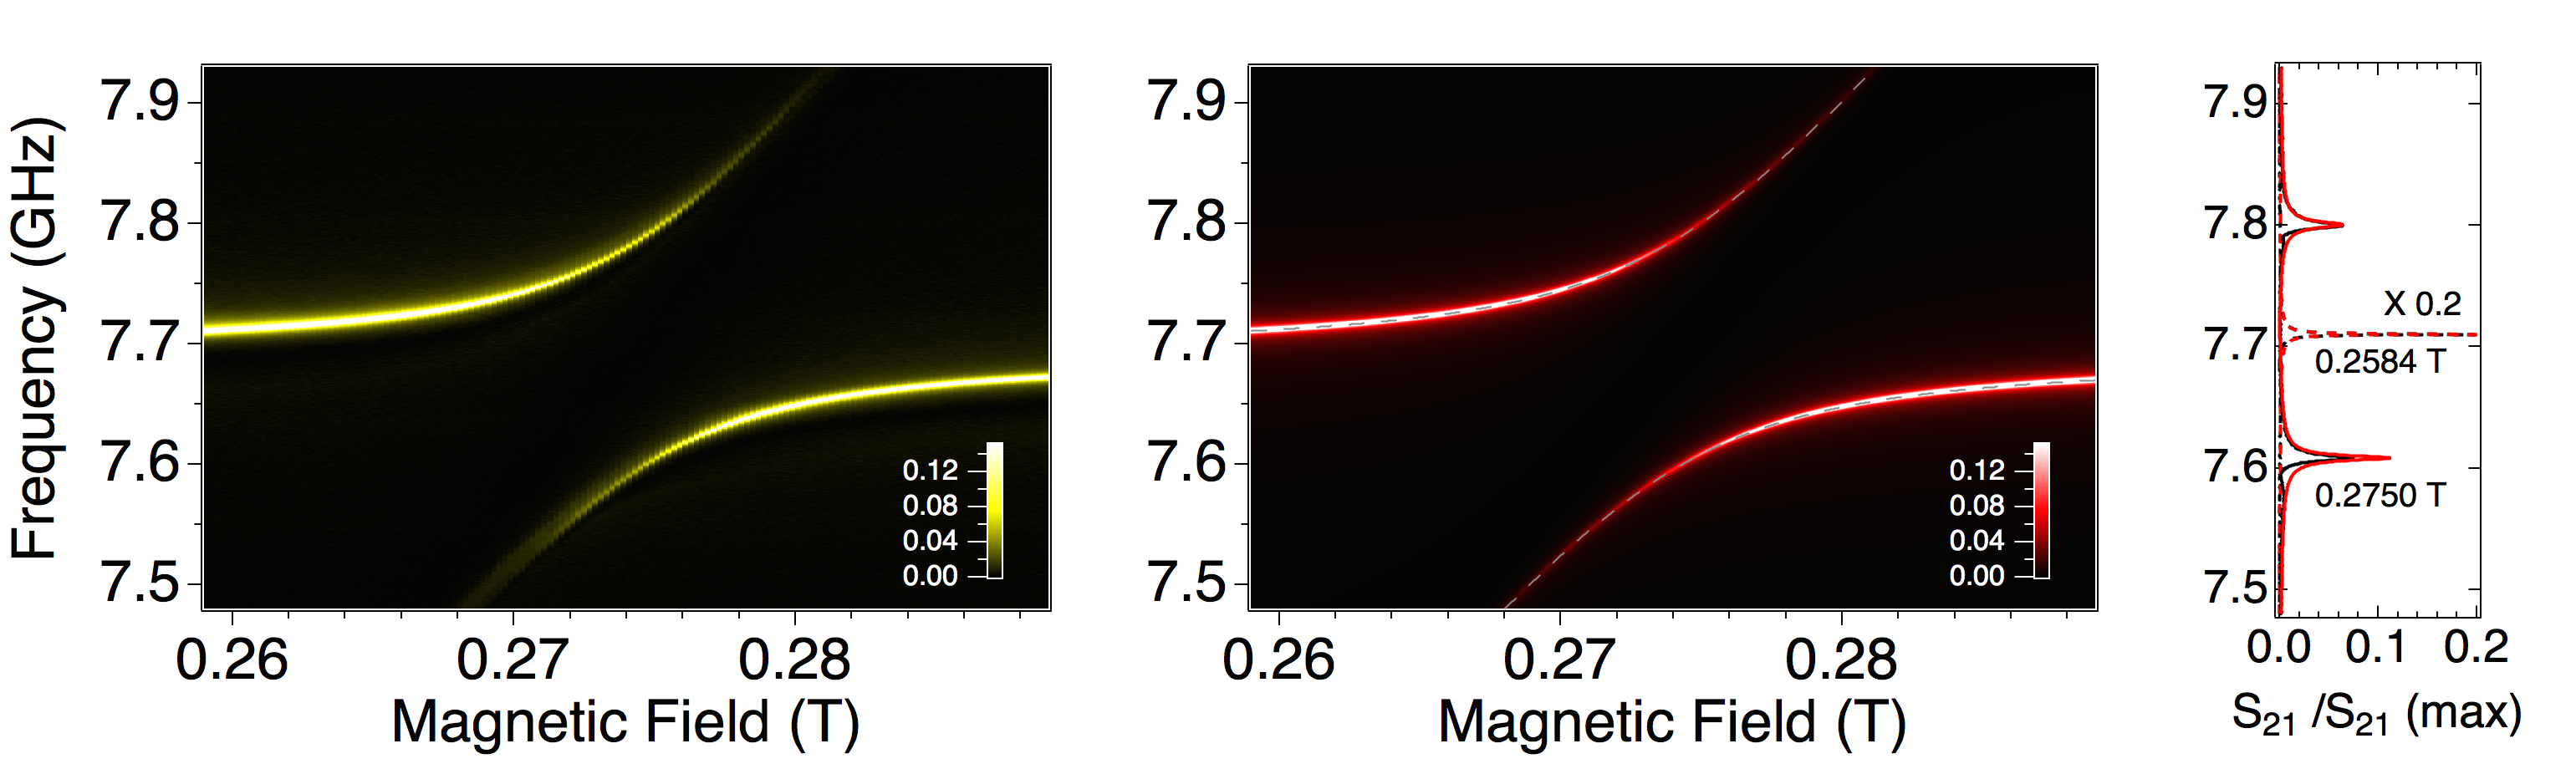 Frequency (GHz)
7.9
7.8
7.7
7.6
7.5
0.12
0.08
0.04
0.00
0.26 0.27 0.28
Magnetic Field (T)
7.9
7.8
7.7
7.6
7.5
0.12
0.08
0.04
0.00
0.26 0.27 0.28
Magnetic Field (T)
7.9
7.8
X 0.2
7.7
0.2584 T
7.6
0.2750 T
7.5
0.0 0.1 0.2
S21 /S21 (max)